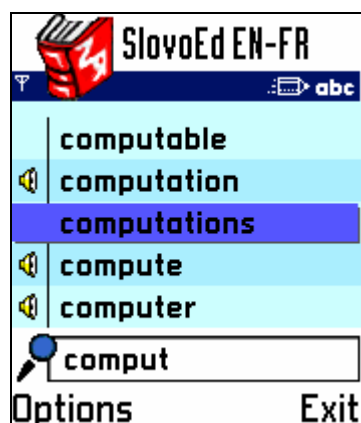 SlovoEd EN-FR
abc
computable
computation
computations
compute
computer
comput
Options Exit